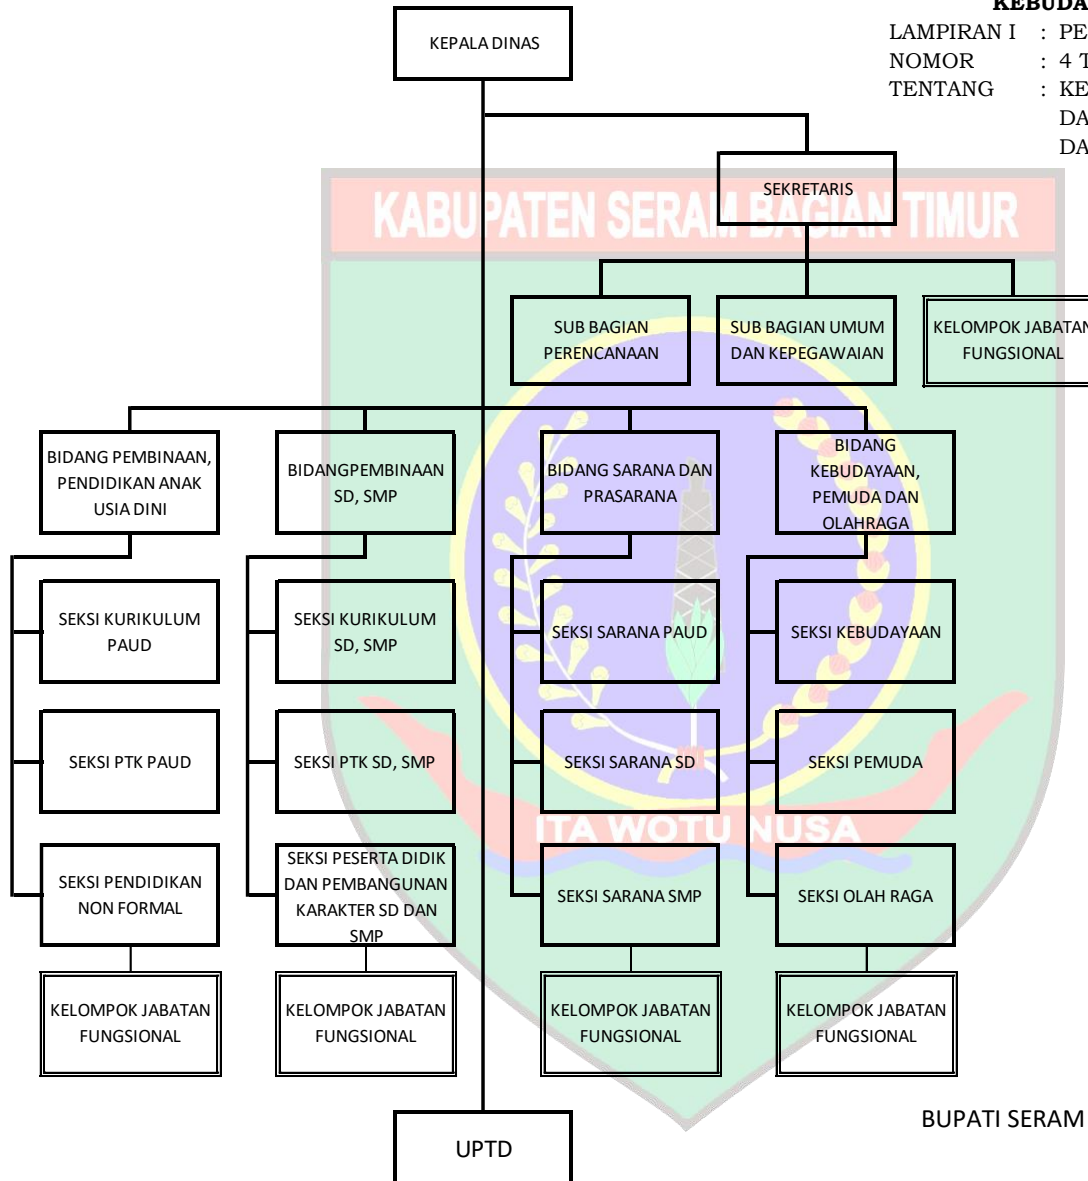 KEBUDA
LAMPIRAN I : PE
NOMOR : 4 T
TENTANG : KE
DA
DA
KEPALA DINAS
SEKRETARIS
KABUPATEN SERAM BAGIAN TIMUR
SUB BAGIAN
PERENCANAAN
SUB BAGIAN UMUM
DAN KEPEGAWAIAN
KELOMPOK JABATAN
FUNGSIONAL
BIDANG PEMBINAAN,
PENDIDIKAN ANAK
USIA DINI
BIDANGPEMBINAAN
SD, SMP
BIDANG SARANA DAN
PRASARANA
BIDANG
KEBUDAYAAN,
PEMUDA DAN
OLAHRAGA
SEKSI KURIKULUM
PAUD
SEKSI KURIKULUM
SD, SMP
SEKSI SARANA PAUD
SEKSI KEBUDAYAAN
SEKSI PTK PAUD
SEKSI PTK SD, SMP
SEKSI SARANA SD
SEKSI PEMUDA
ITA WOTU NUSA
SEKSI PENDIDIKAN
NON FORMAL
SEKSI PESERTA DIDIK
DAN PEMBANGUNAN
KARAKTER SD DAN
SMP
SEKSI SARANA SMP
SEKSI OLAH RAGA
KELOMPOK JABATAN
FUNGSIONAL
KELOMPOK JABATAN
FUNGSIONAL
KELOMPOK JABATAN
FUNGSIONAL
KELOMPOK JABATAN
FUNGSIONAL
BUPATI SERAM
UPTD